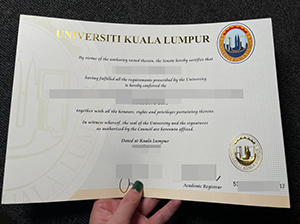 UNIVERSITI KUALA LUMPUR
By virtue of the authority vested therein, the Senate hereby certifies that
having fulfilled all the requirements prescribed by the University
is hereby conferred the
together with all the honours, rights and privileges pertaining thereto.
In witness whereof, the seal of the University and the signatures
as authorised by the Council are hereunto affixed.
Dated at Kuala Lumpur
Academic Registrar